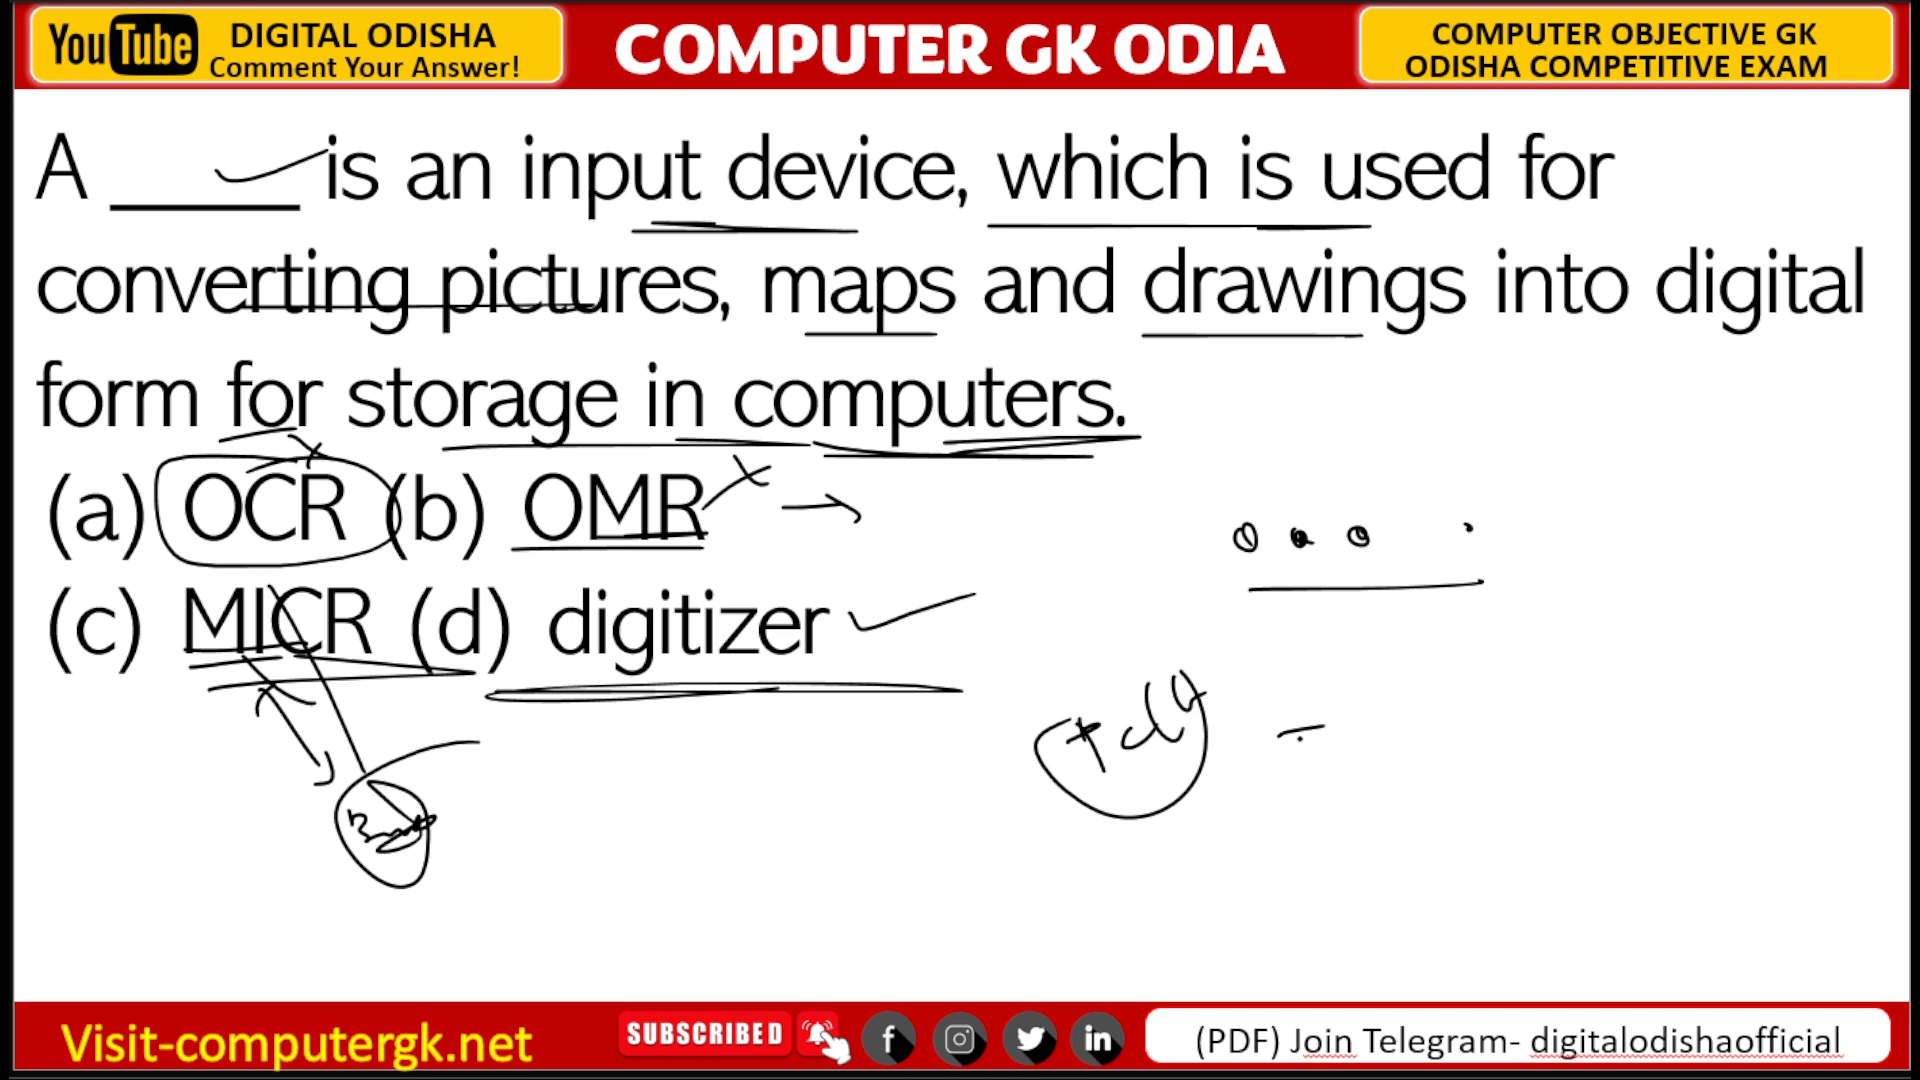 YouTube DIGITAL ODISHA
Comment Your Answer!
COMPUTER GK ODIA
COMPUTER OBJECTIVE GK
ODISHA COMPETITIVE EXAM
A ____ is an input device, which is used for
converting pictures, maps and drawings into digital
form for storage in computers.
(a) OCR (b) OMR
(c) MICR (d) digitizer
Visit-computergk.net
SUBSCRIBED
(PDF) Join Telegram- digitalodishaofficial